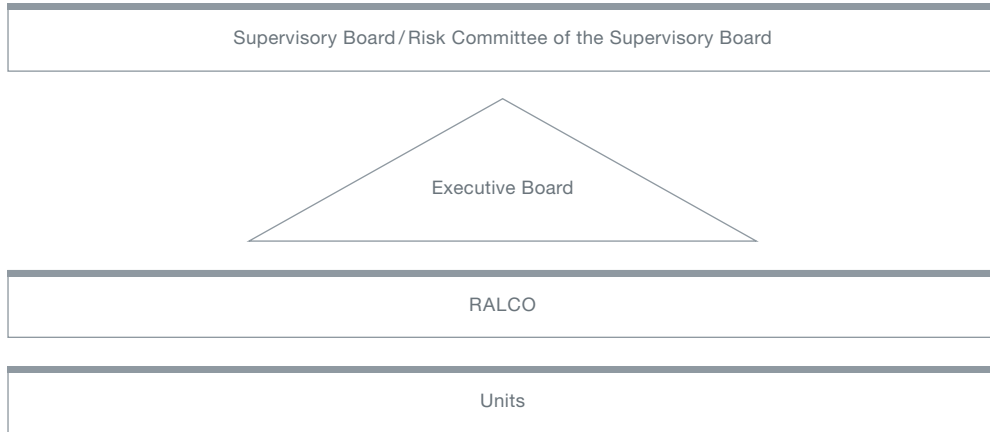 Supervisory Board/Risk Committee of the Supervisory Board
Executive Board
RALCO
Units